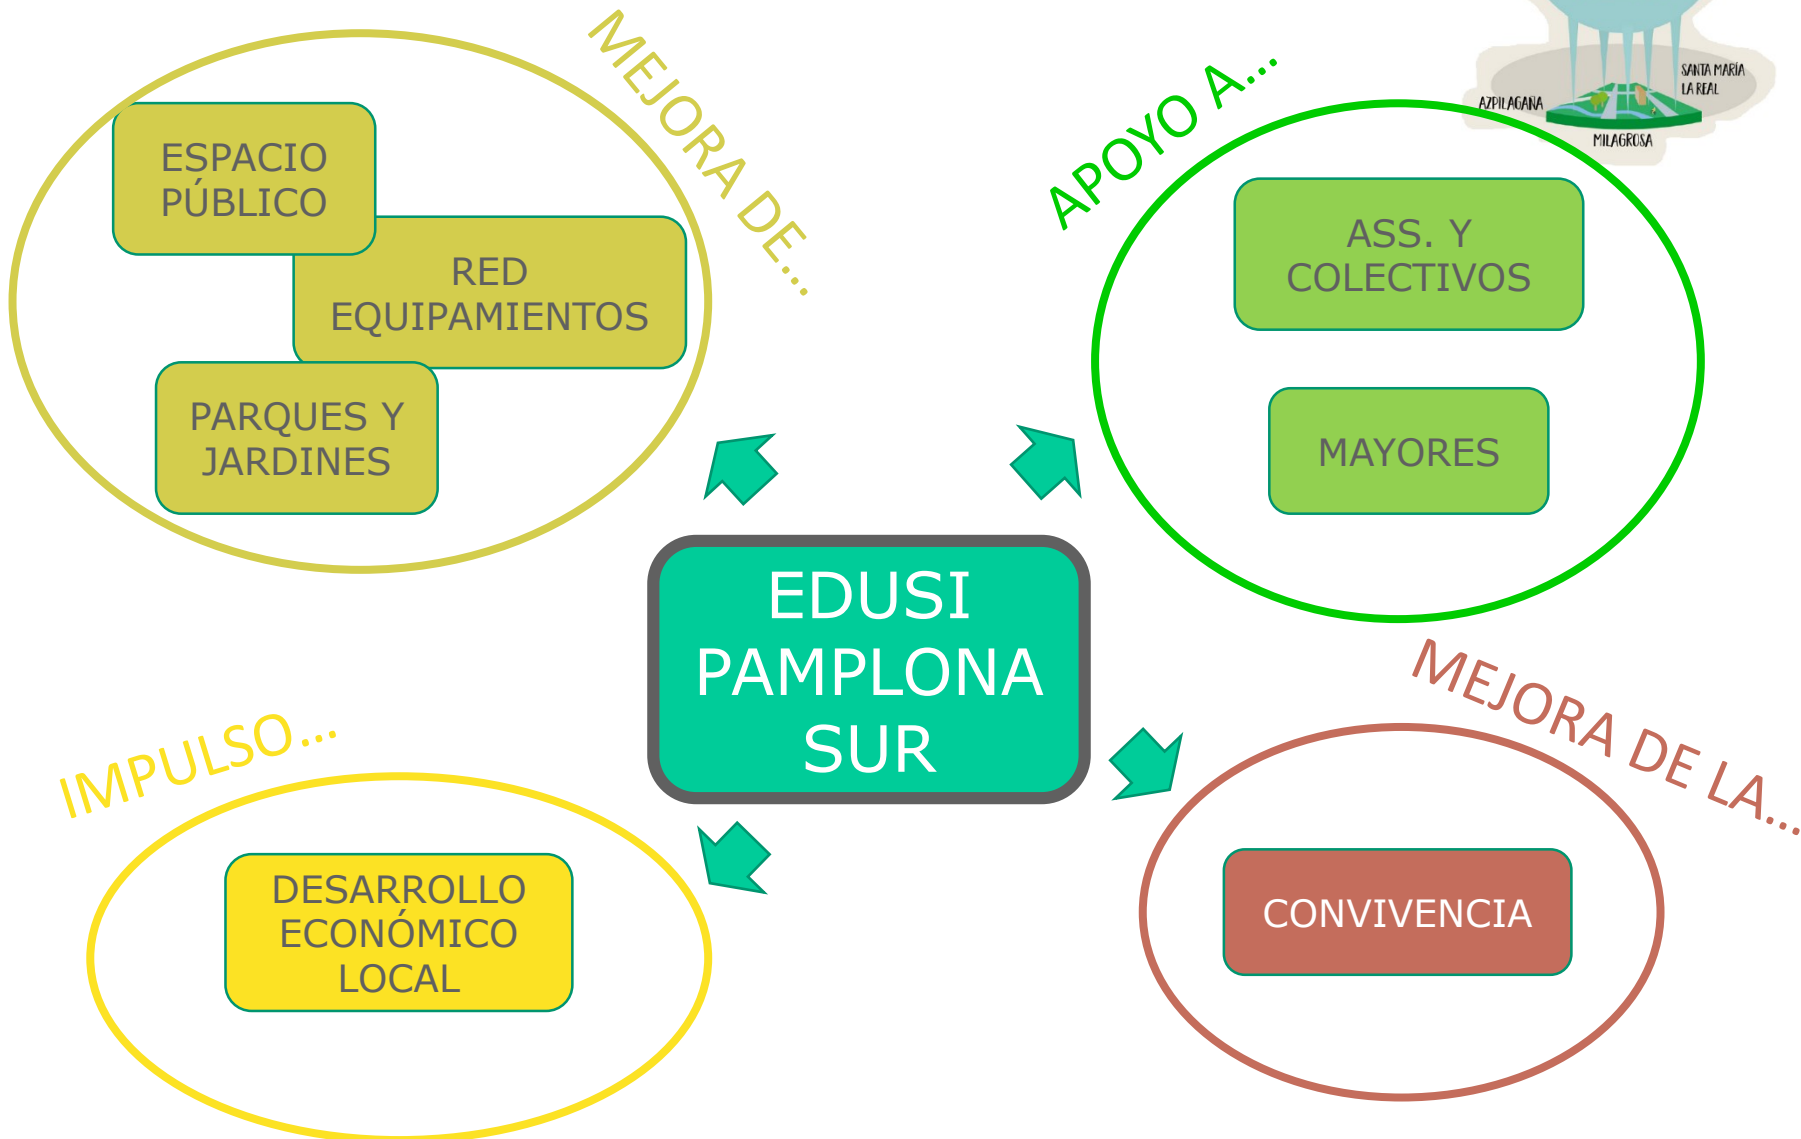 MEJORA DE...
ESPACIO
PÚBLICO
RED
EQUIPAMIENTOS
PARQUES Y
JARDINES
APOYO A...
SANTA MARÍA
LA REAL
AZPILAGAÑA
MILAGROSA
ASS. Y
COLECTIVOS
MAYORES
EDUSI
PAMPLONA
SUR
IMPULSO...
DESARROLLO
ECONÓMICO
LOCAL
MEJORA DE LA...
CONVIVENCIA